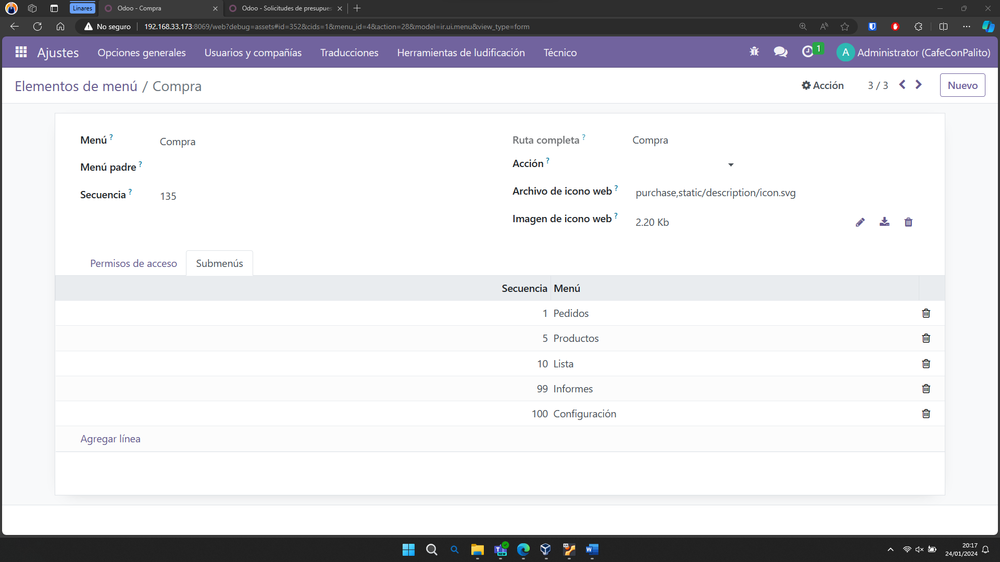 Linares
Odoo - Compra
Odoo - Solicitudes de presupues
No seguro
192.168.33.173:8069/web?debug=assets#id=352&cids=1&menu_id=4&action=28&model=ir.ui.menu&view_type=form
Ajustes
Opciones generales
Usuarios y compañías
Traducciones
Herramientas de ludificación
Técnico
1
A
Administrator (CafeConPalito)
Elementos de menú / Compra
Acción
3 / 3
Nuevo
Menú ?
Compra
Ruta completa ?
Compra
Menú padre ?
Acción ?
Secuencia ?
135
Archivo de icono web ?
purchase,static/description/icon.svg
Imagen de icono web ?
2.20 Kb
Permisos de acceso
Submenús
Secuencia Menú
1 Pedidos
5 Productos
10 Lista
99 Informes
100 Configuración
Agregar línea
20:17
24/01/2024